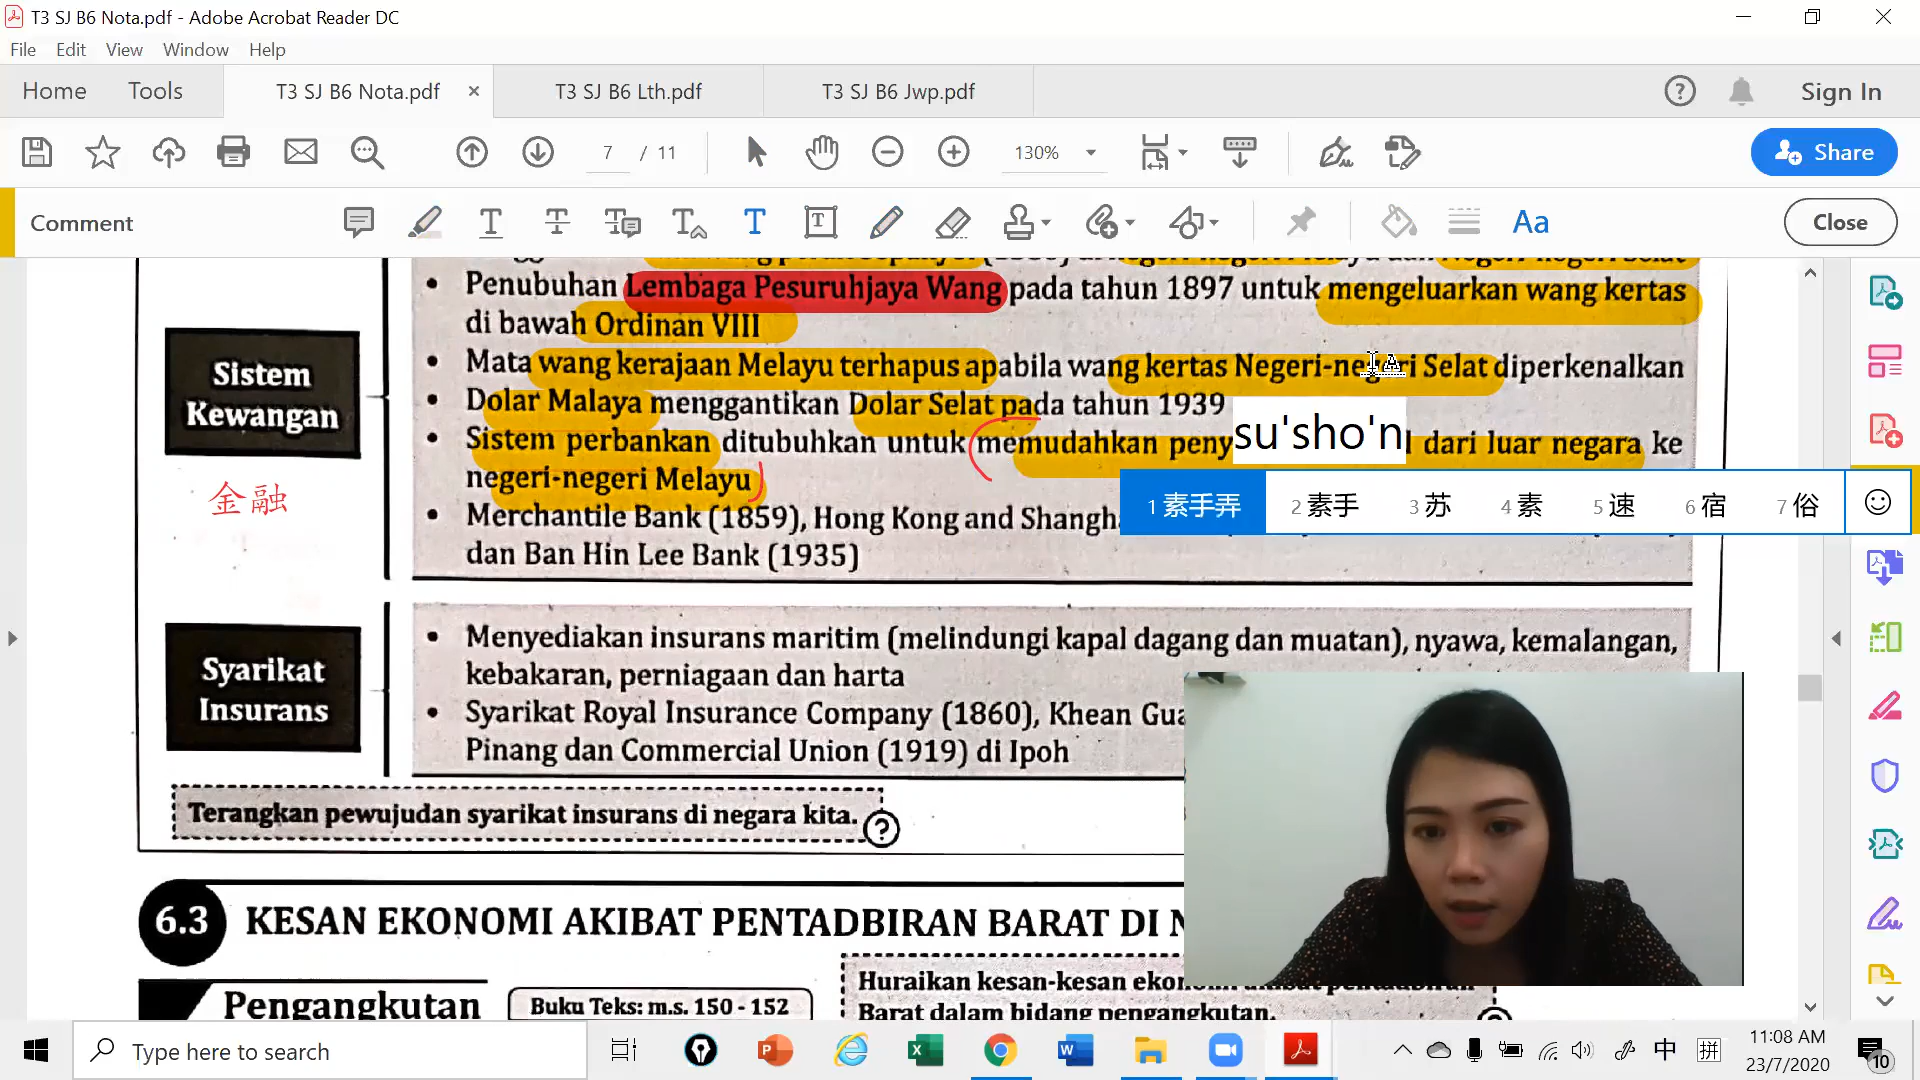 T3 SJ B6 Nota.pdf - Adobe Acrobat Reader DC
File Edit View Window Help
Home Tools T3 SJ B6 Nota.pdf × T3 SJ B6 Lth.pdf T3 SJ B6 Jwp.pdf Sign In
7 / 11 130% Share
Comment Aa Close
Penubuhan Lembaga Pesuruhjaya Wang pada tahun 1897 untuk mengeluarkan wang kertas
di bawah Ordinan VIII
Sistem
Kewangan
金融
Mata wang kerajaan Melayu terhapus apabila wang kertas Negeri-negeri Selat diperkenalkan
Dolar Malaya menggantikan Dolar Selat pada tahun 1939
su'sho'n
Sistem perbankan ditubuhkan untuk memudahkan dari luar negara ke
negeri-negeri Melayu
1 素手弄 2 素手 3 苏 4 素 5 速 6 宿 7 俗
Merchantile Bank (1859), Hong Kong and
dan Ban Hin Lee Bank (1935)
Syarikat
Insurans
Menyediakan insurans maritim (melindungi kapal dagang dan muatan), nyawa, kemalangan,
kebakaran, perniagaan dan harta
Syarikat Royal Insurance Company (1860), Khean
Pinang dan Commercial Union (1919) di Ipoh
Terangkan pewujudan syarikat insurans di negara kita. ?
6.3 KESAN EKONOMI AKIBAT PENTADBIRAN BARAT DI
Pengangkutan
Buku Teks: m.s. 150 - 152
Huraikan kesan-kesan
Barat dalam bidang pengangkutan.
Type here to search
中 拼
11:08 AM
23/7/2020
10